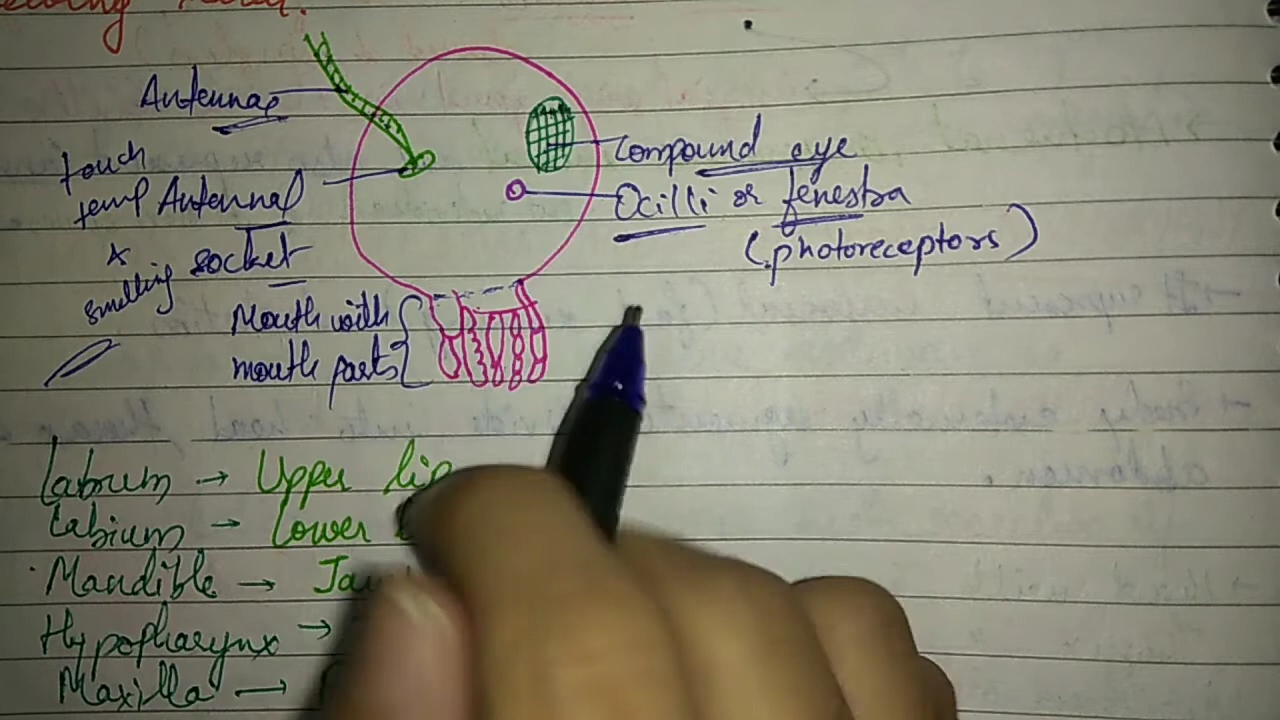 Antennae
touch
temp Antennal
&
smelling socket
Compound eye
Ocilli or fenestra
(photoreceptors)
Mouth with
mouth parts
Labrum → Upper lip
Labium → Lower
Mandible → Jaw
Hypopharynx →
Maxilla →